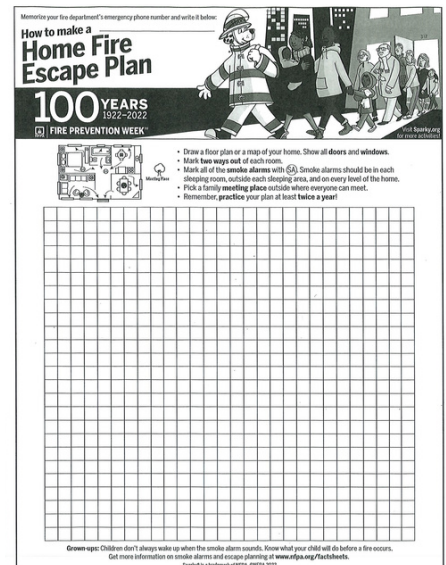 Memorize your fire department's emergency phone number and write it below:
How to make a
Home Fire
Escape Plan
100 YEARS
1922–2022
FIRE PREVENTION WEEK™
Visit Sparky.org
for more activities!
• Draw a floor plan or a map of your home. Show all doors and windows.
• Mark two ways out of each room.
• Mark all of the smoke alarms with SA. Smoke alarms should be in each
sleeping room, outside each sleeping area, and on every level of the home.
• Pick a family meeting place outside where everyone can meet.
• Remember, practice your plan at least twice a year!
Meeting Place
Grown-ups: Children don't always wake up when the smoke alarm sounds. Know what your child will do before a fire occurs.
Get more information on smoke alarms and escape planning at www.nfpa.org/factsheets.